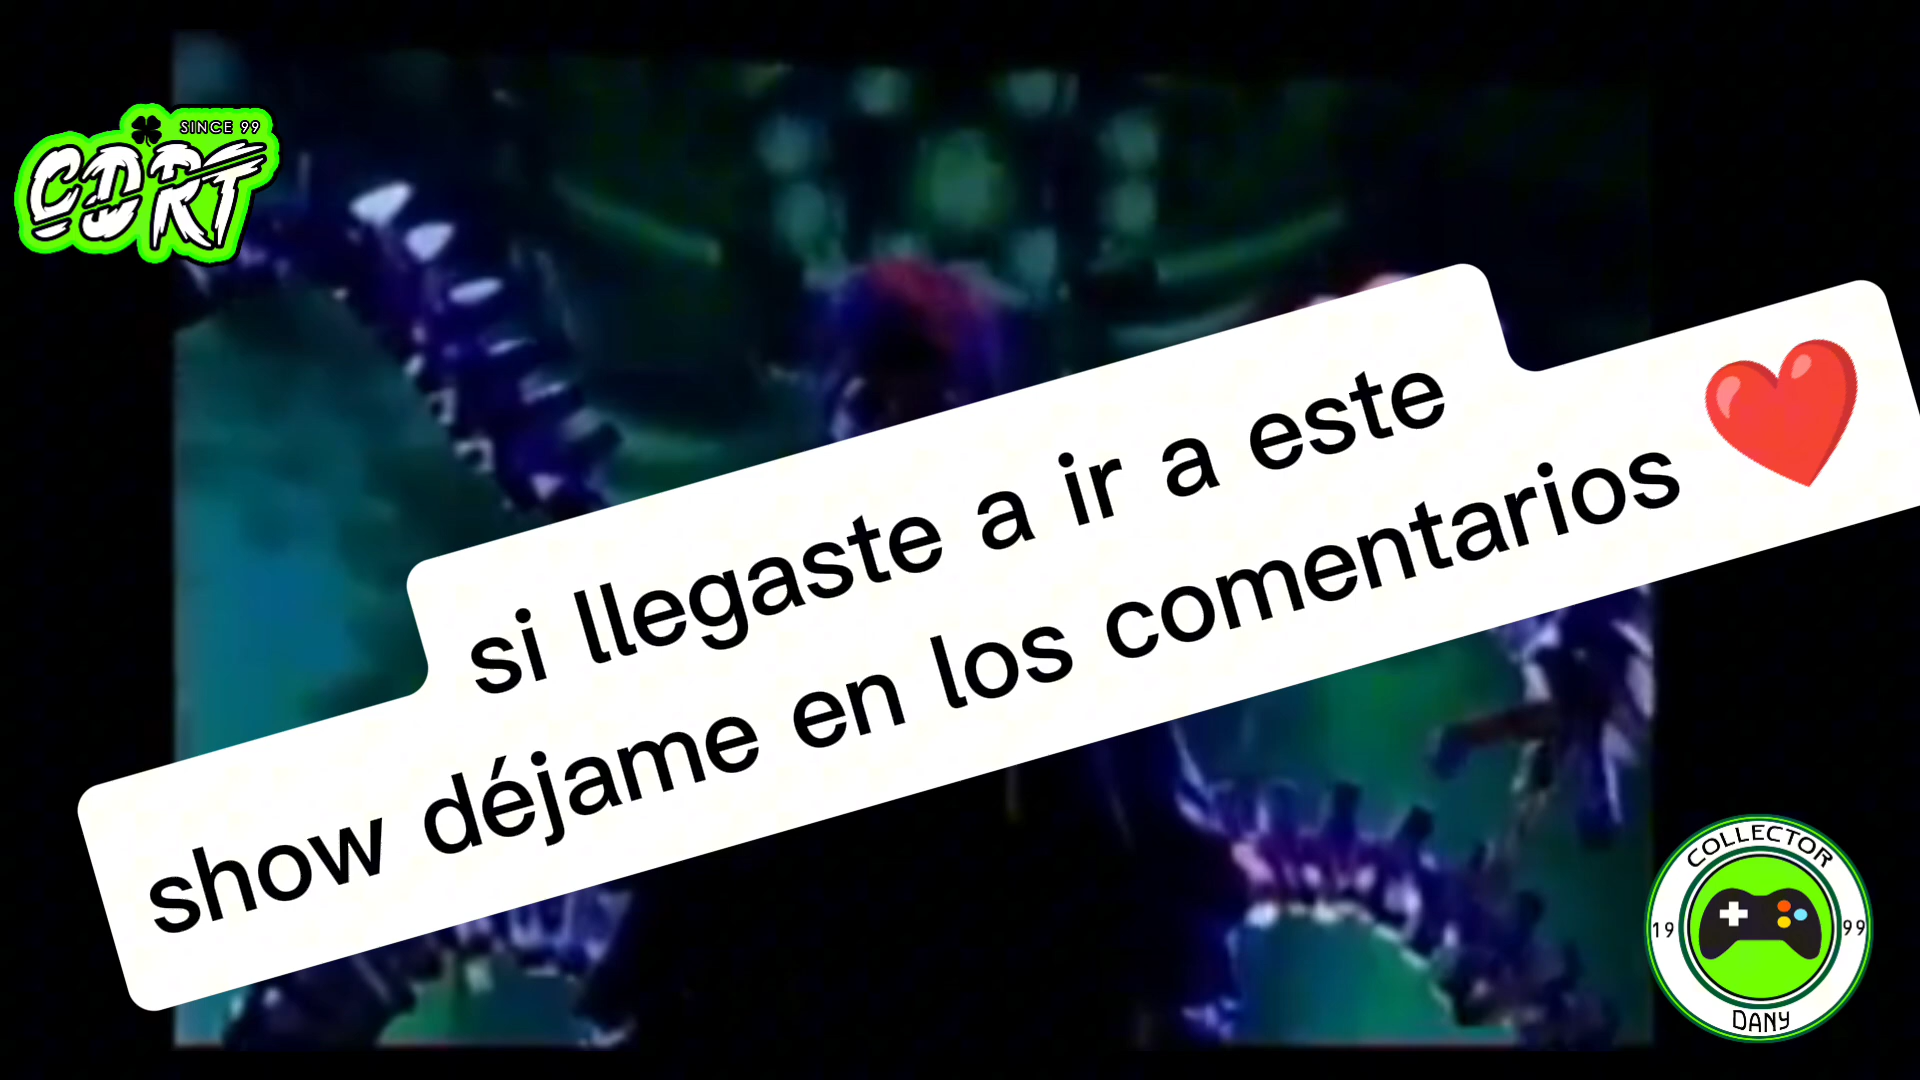 SINCE 99
CDRT
si llegaste a ir a este
show déjame en los comentarios ❤️
COLLECTOR
19 99
DANY